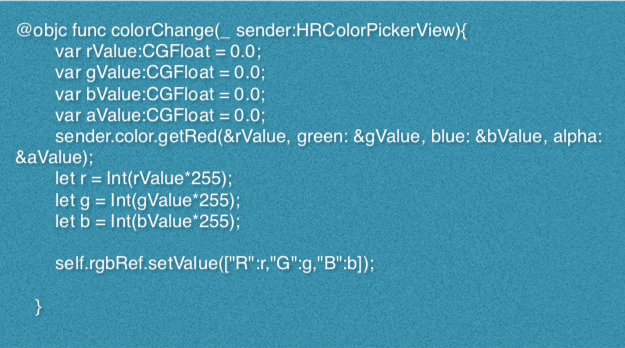 @objc func colorChange(_ sender:HRColorPickerView){
var rValue:CGFloat = 0.0;
var gValue:CGFloat = 0.0;
var bValue:CGFloat = 0.0;
var aValue:CGFloat = 0.0;
sender.color.getRed(&rValue, green: &gValue, blue: &bValue, alpha:
&aValue);
let r = Int(rValue*255);
let g = Int(gValue*255);
let b = Int(bValue*255);
self.rgbRef.setValue(["R":r,"G":g,"B":b]);
}